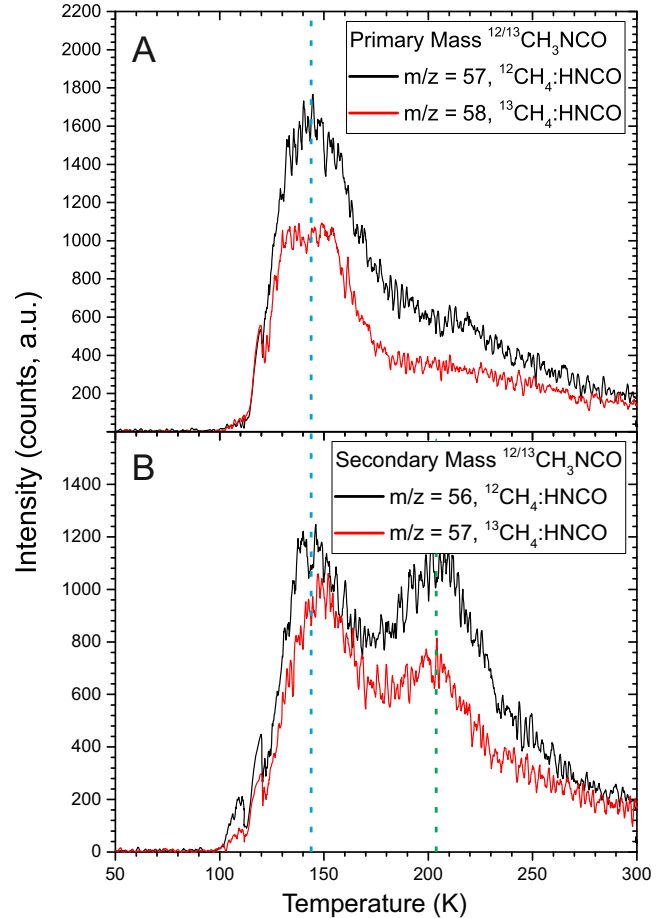 2200
2000
1800
1600
1400
1200
1000
800
600
400
200
A
Primary Mass ¹²/¹³CH₃NCO
m/z = 57, ¹²CH₄:HNCO
m/z = 58, ¹³CH₄:HNCO
Intensity (counts, a.u.)
1400
1200
1000
800
600
400
200
0
B
Secondary Mass ¹²/¹³CH₃NCO
m/z = 56, ¹²CH₄:HNCO
m/z = 57, ¹³CH₄:HNCO
50 100 150 200 250 300
Temperature (K)